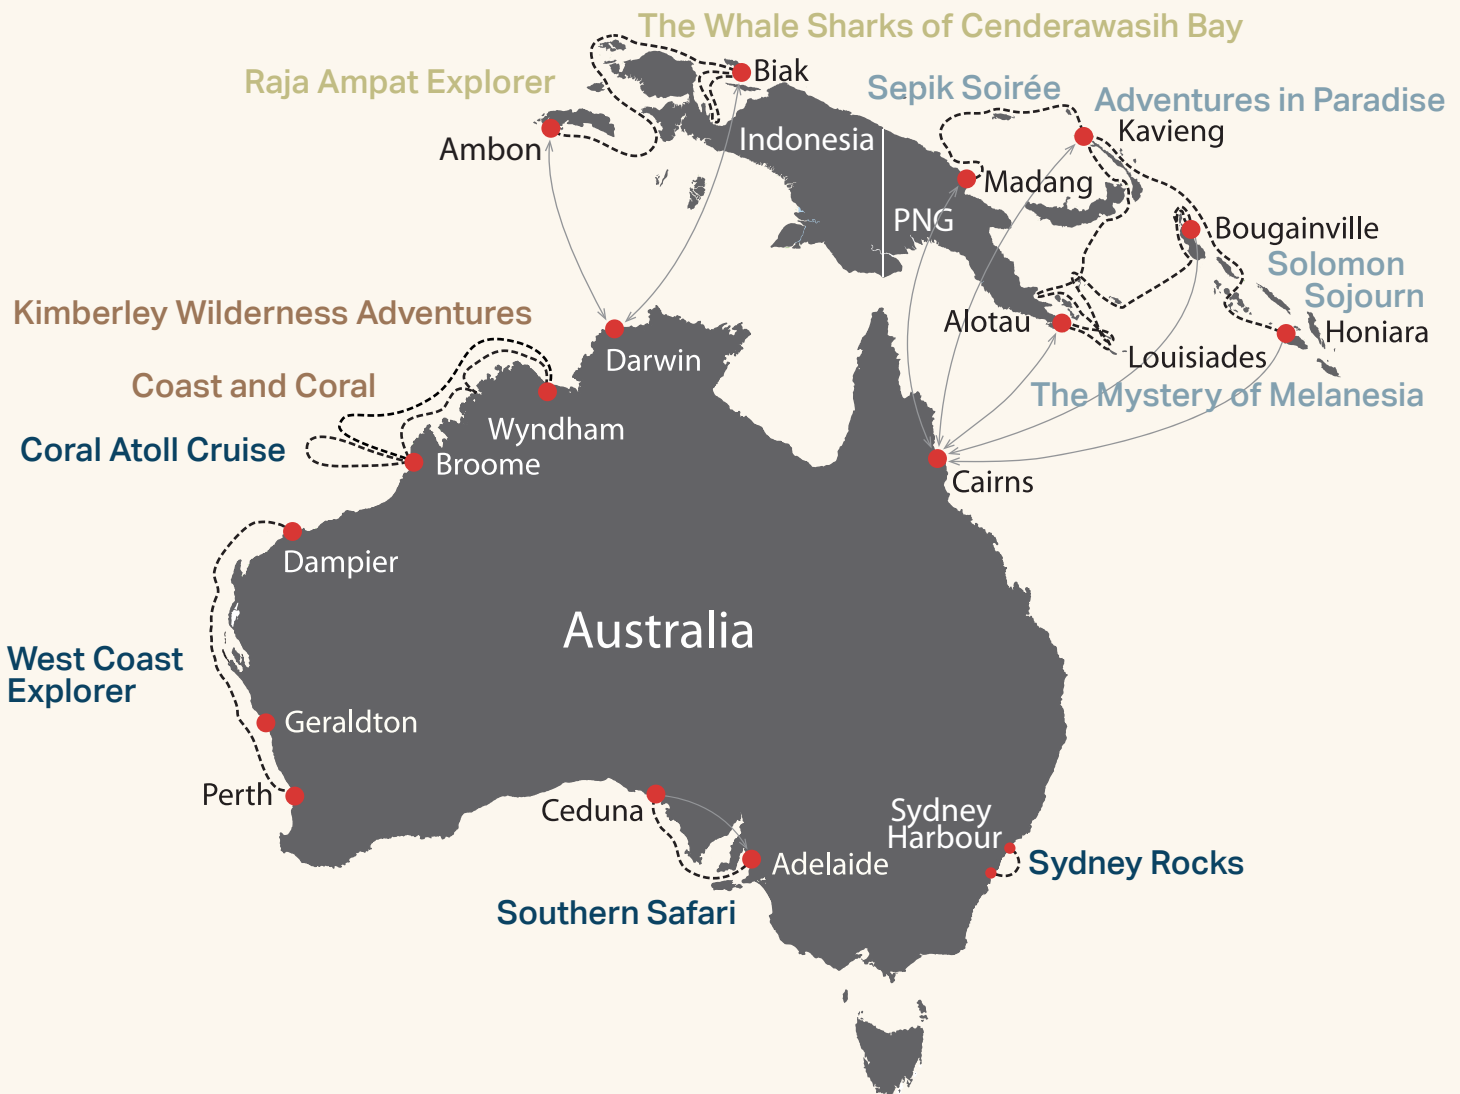 The Whale Sharks of Cenderawasih Bay
Raja Ampat Explorer
Biak
Sepik Soirée
Adventures in Paradise
Kavieng
Ambon
Indonesia
Madang
PNG
Bougainville
Solomon
Sojourn
Kimberley Wilderness Adventures
Alotau
Honiara
Darwin
Louisiades
Coast and Coral
The Mystery of Melanesia
Wyndham
Coral Atoll Cruise
Broome
Cairns
Dampier
Australia
West Coast
Explorer
Geraldton
Perth
Ceduna
Sydney
Harbour
Adelaide
Sydney Rocks
Southern Safari